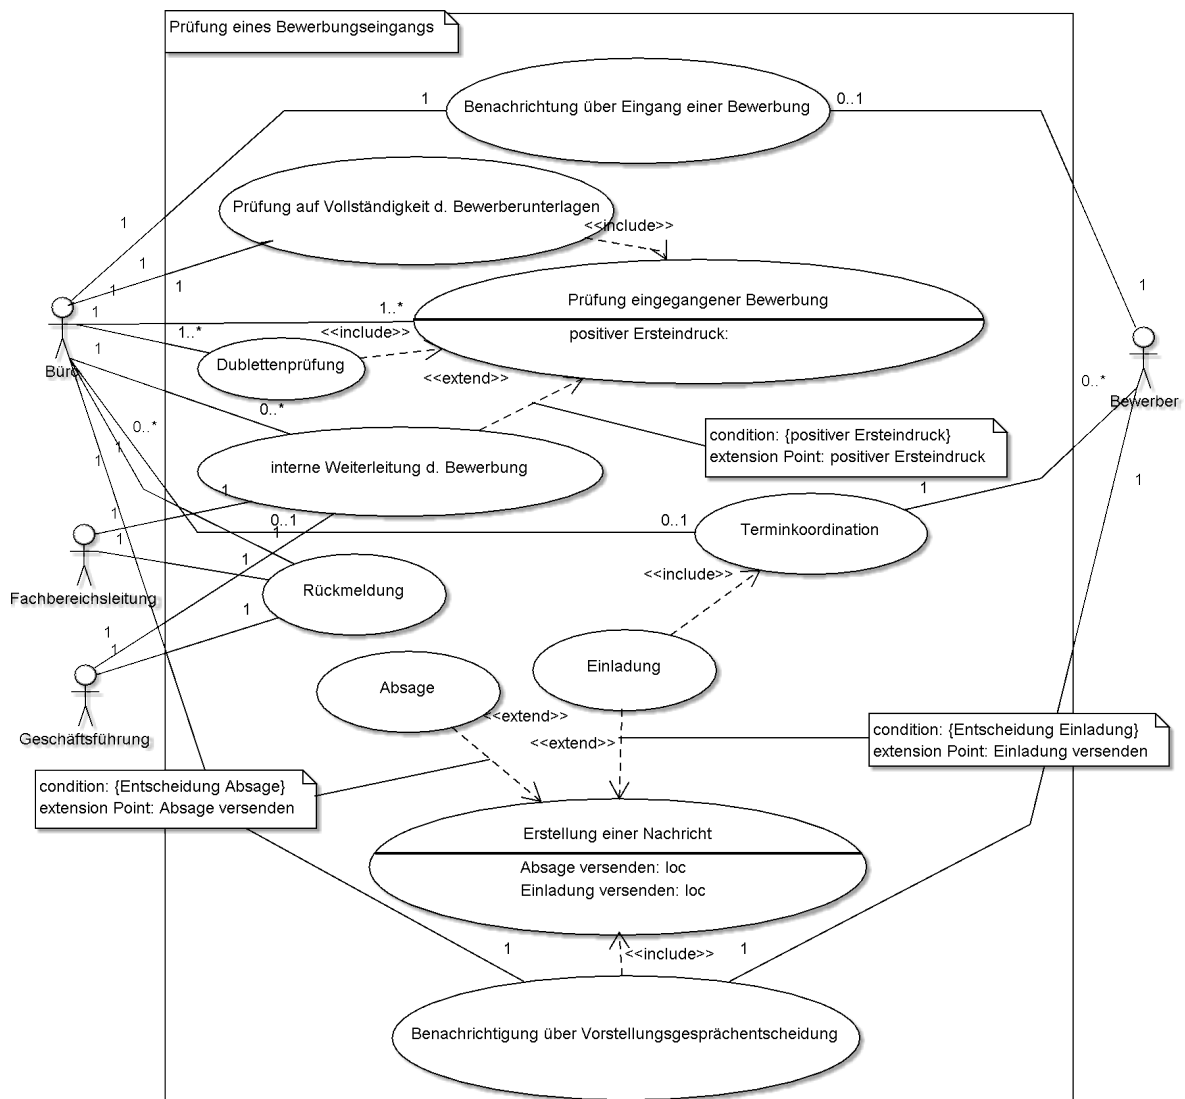 Prüfung eines Bewerbungseingangs
1
0..1
Benachrichtung über Eingang einer Bewerbung
Prüfung auf Vollständigkeit d. Bewerberunterlagen
1
<<include>>
1
1
1
1
1
Prüfung eingegangener Bewerbung
1..*
positiver Ersteindruck:
1..*
<<include>>
1
Dublettenprüfung
Büro
<<extend>>
0..*
Bewerber
0..*
0..*
condition: {positiver Ersteindruck}
extension Point: positiver Ersteindruck
1
1
interne Weiterleitung d. Bewerbung
1
1
1
1
0..1
0..1
1
Terminkoordination
1
1
<<include>>
Rückmeldung
Fachbereichsleitung
1
1
1
Einladung
Absage
<<extend>>
Geschäftsführung
<<extend>>
condition: {Entscheidung Einladung}
extension Point: Einladung versenden
condition: {Entscheidung Absage}
extension Point: Absage versenden
Erstellung einer Nachricht
Absage versenden: loc
Einladung versenden: loc
1
<<include>>
1
Benachrichtigung über Vorstellungsgesprächentscheidung